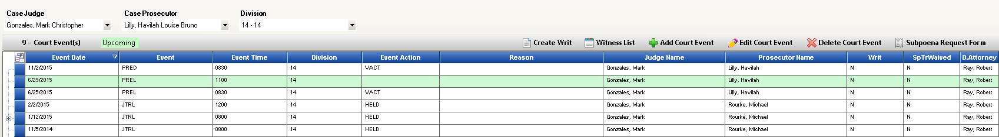 Case Judge Case Prosecutor Division
Gonzales, Mark Christopher Lilly, Havilah Louise Bruno 14 - 14
9 - Court Event(s) Upcoming Create Writ Witness List Add Court Event Edit Court Event Delete Court Event Subpoena Request Form
Event Date Event Event Time Division Event Action Reason Judge Name Prosecutor Name Writ SpTrWaived D.Attorney
11/2/2015 PRED 0830 14 VACT Gonzales, Mark Lilly, Havilah N N Ray, Robert
6/29/2015 PREL 1100 14 Gonzales, Mark Lilly, Havilah N N Ray, Robert
6/25/2015 PREL 0830 14 VACT Gonzales, Mark Lilly, Havilah N N Ray, Robert
2/2/2015 JTRL 1200 14 HELD Gonzales, Mark Rourke, Michael N N Ray, Robert
1/12/2015 JTRL 0800 14 HELD Gonzales, Mark Rourke, Michael N N Ray, Robert
11/5/2014 JTRL 0800 14 HELD Gonzales, Mark Rourke, Michael N N Ray, Robert